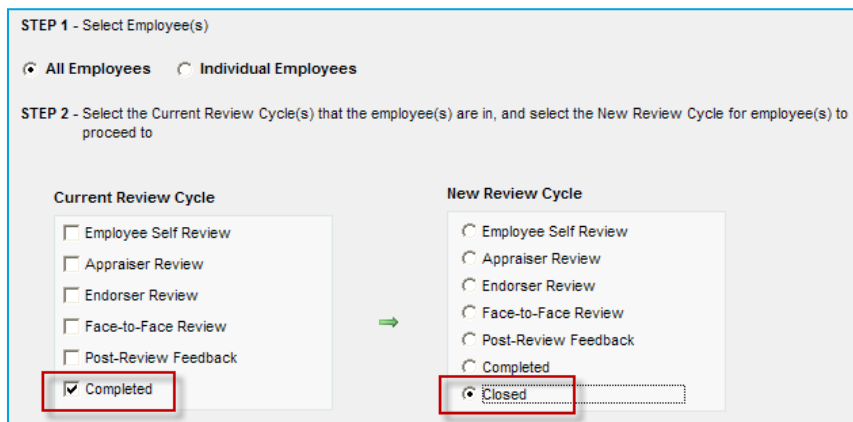 STEP 1 - Select Employee(s)
All Employees Individual Employees
STEP 2 - Select the Current Review Cycle(s) that the employee(s) are in, and select the New Review Cycle for employee(s) to
proceed to
Current Review Cycle
Employee Self Review
Appraiser Review
Endorser Review
Face-to-Face Review
Post-Review Feedback
Completed
New Review Cycle
Employee Self Review
Appraiser Review
Endorser Review
Face-to-Face Review
Post-Review Feedback
Completed
Closed